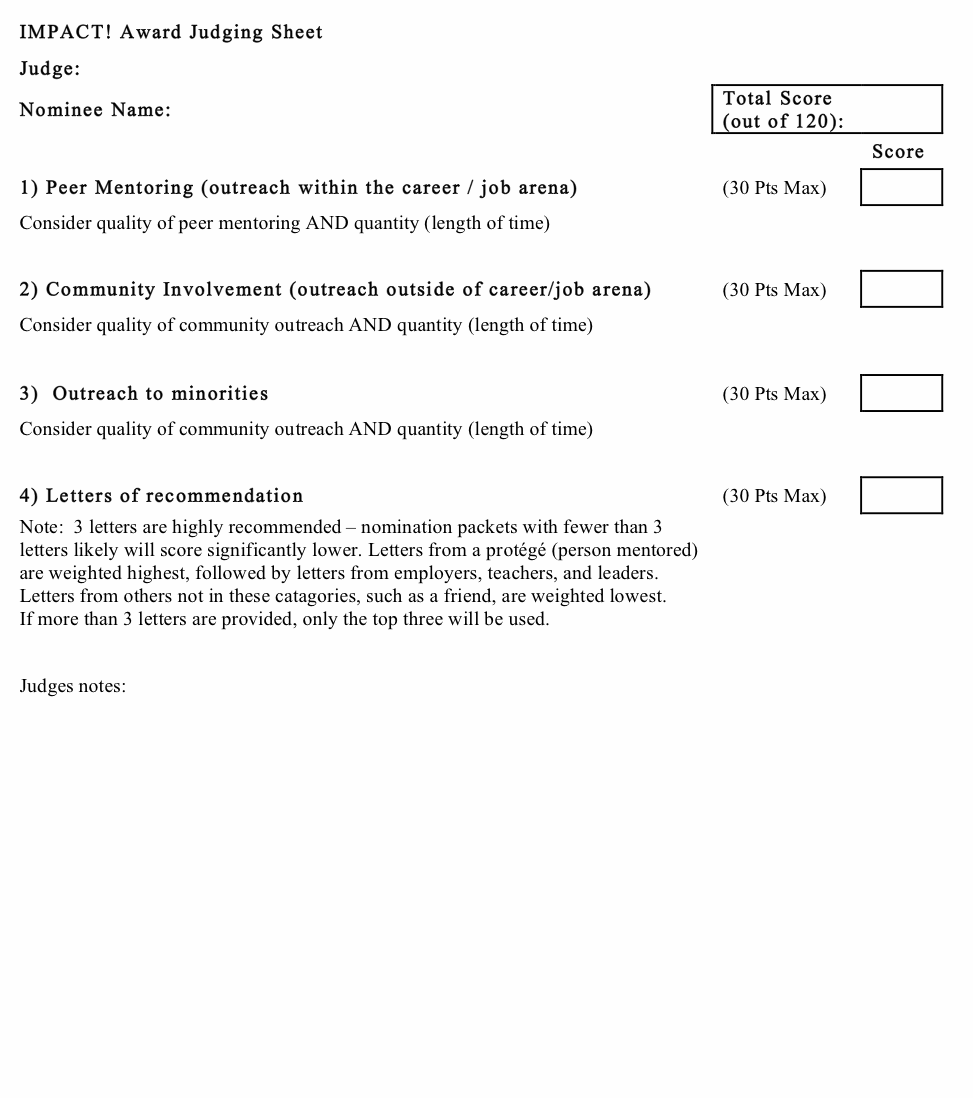 IMPACT! Award Judging Sheet
Judge:
Nominee Name:
Total Score
(out of 120):
Score
1) Peer Mentoring (outreach within the career / job arena) (30 Pts Max)
Consider quality of peer mentoring AND quantity (length of time)
2) Community Involvement (outreach outside of career/job arena) (30 Pts Max)
Consider quality of community outreach AND quantity (length of time)
3) Outreach to minorities (30 Pts Max)
Consider quality of community outreach AND quantity (length of time)
4) Letters of recommendation (30 Pts Max)
Note: 3 letters are highly recommended – nomination packets with fewer than 3
letters likely will score significantly lower. Letters from a protégé (person mentored)
are weighted highest, followed by letters from employers, teachers, and leaders.
Letters from others not in these catagories, such as a friend, are weighted lowest.
If more than 3 letters are provided, only the top three will be used.
Judges notes: